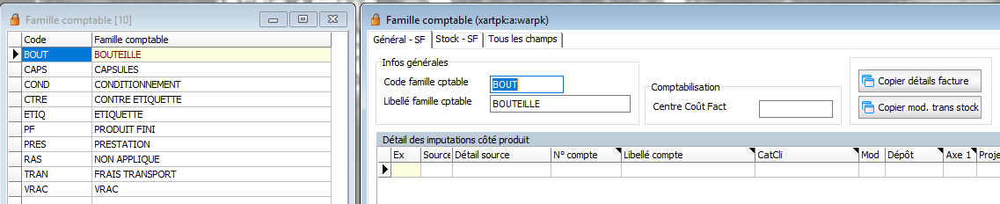 Famille comptable [10]
Code Famille comptable
BOUT BOUTEILLE
CAPS CAPSULES
COND CONDITIONNEMENT
CTRE CONTRE ETIQUETTE
ETIQ ETIQUETTE
PF PRODUIT FINI
PRES PRESTATION
RAS NON APPLIQUE
TRAN FRAIS TRANSPORT
VRAC VRAC
Famille comptable (xartpk:a:warpk)
Général - SF Stock - SF Tous les champs
Infos générales
Code famille cptable BOUT
Libellé famille cptable BOUTEILLE
Comptabilisation
Centre Coût Fact
Copier détails facture
Copier mod. trans stock
Détail des imputations côté produit
Ex Source Détail source N° compte Libellé compte CatCli Mod Dépôt Axe 1 Proje